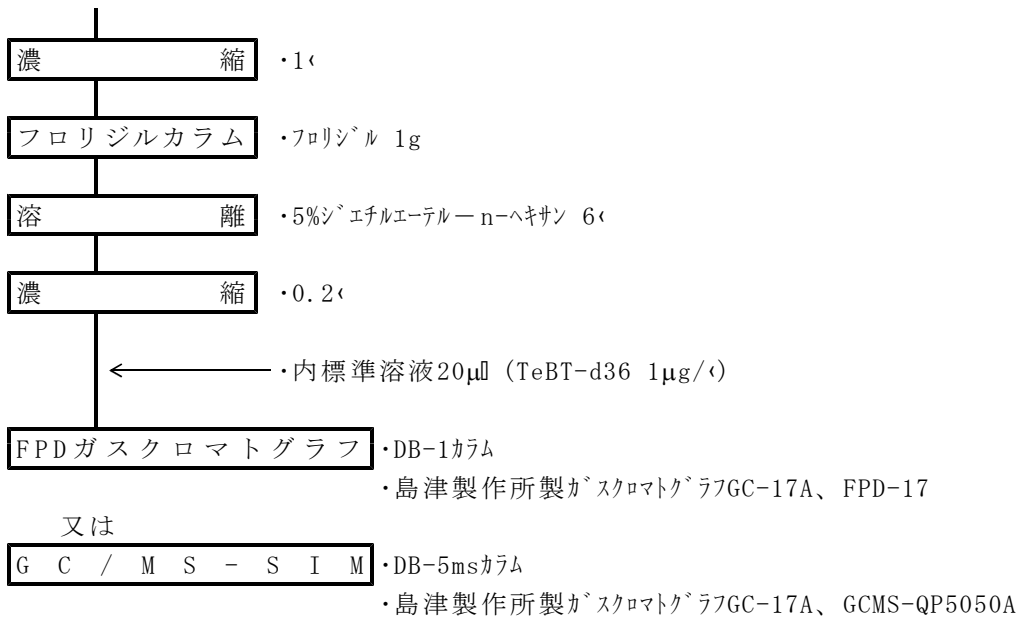 濃縮 ・1
フロリジルカラム ・ﾌﾛﾘｼﾞﾙ 1g
溶離 ・5%ｼﾞｴﾁﾙｴｰﾃﾙ－n-ﾍｷｻﾝ 6
濃縮 ・0.2
・内標準溶液20μ (TeBT-d36 1μg/)
FPDガスクロマトグラフ ・DB-1ｶﾗﾑ
・島津製作所製ｶﾞｽｸﾛﾏﾄｸﾞﾗﾌGC-17A、FPD-17
又は
GC/MS-SIM ・DB-5msｶﾗﾑ
・島津製作所製ｶﾞｽｸﾛﾏﾄｸﾞﾗﾌGC-17A、GCMS-QP5050A